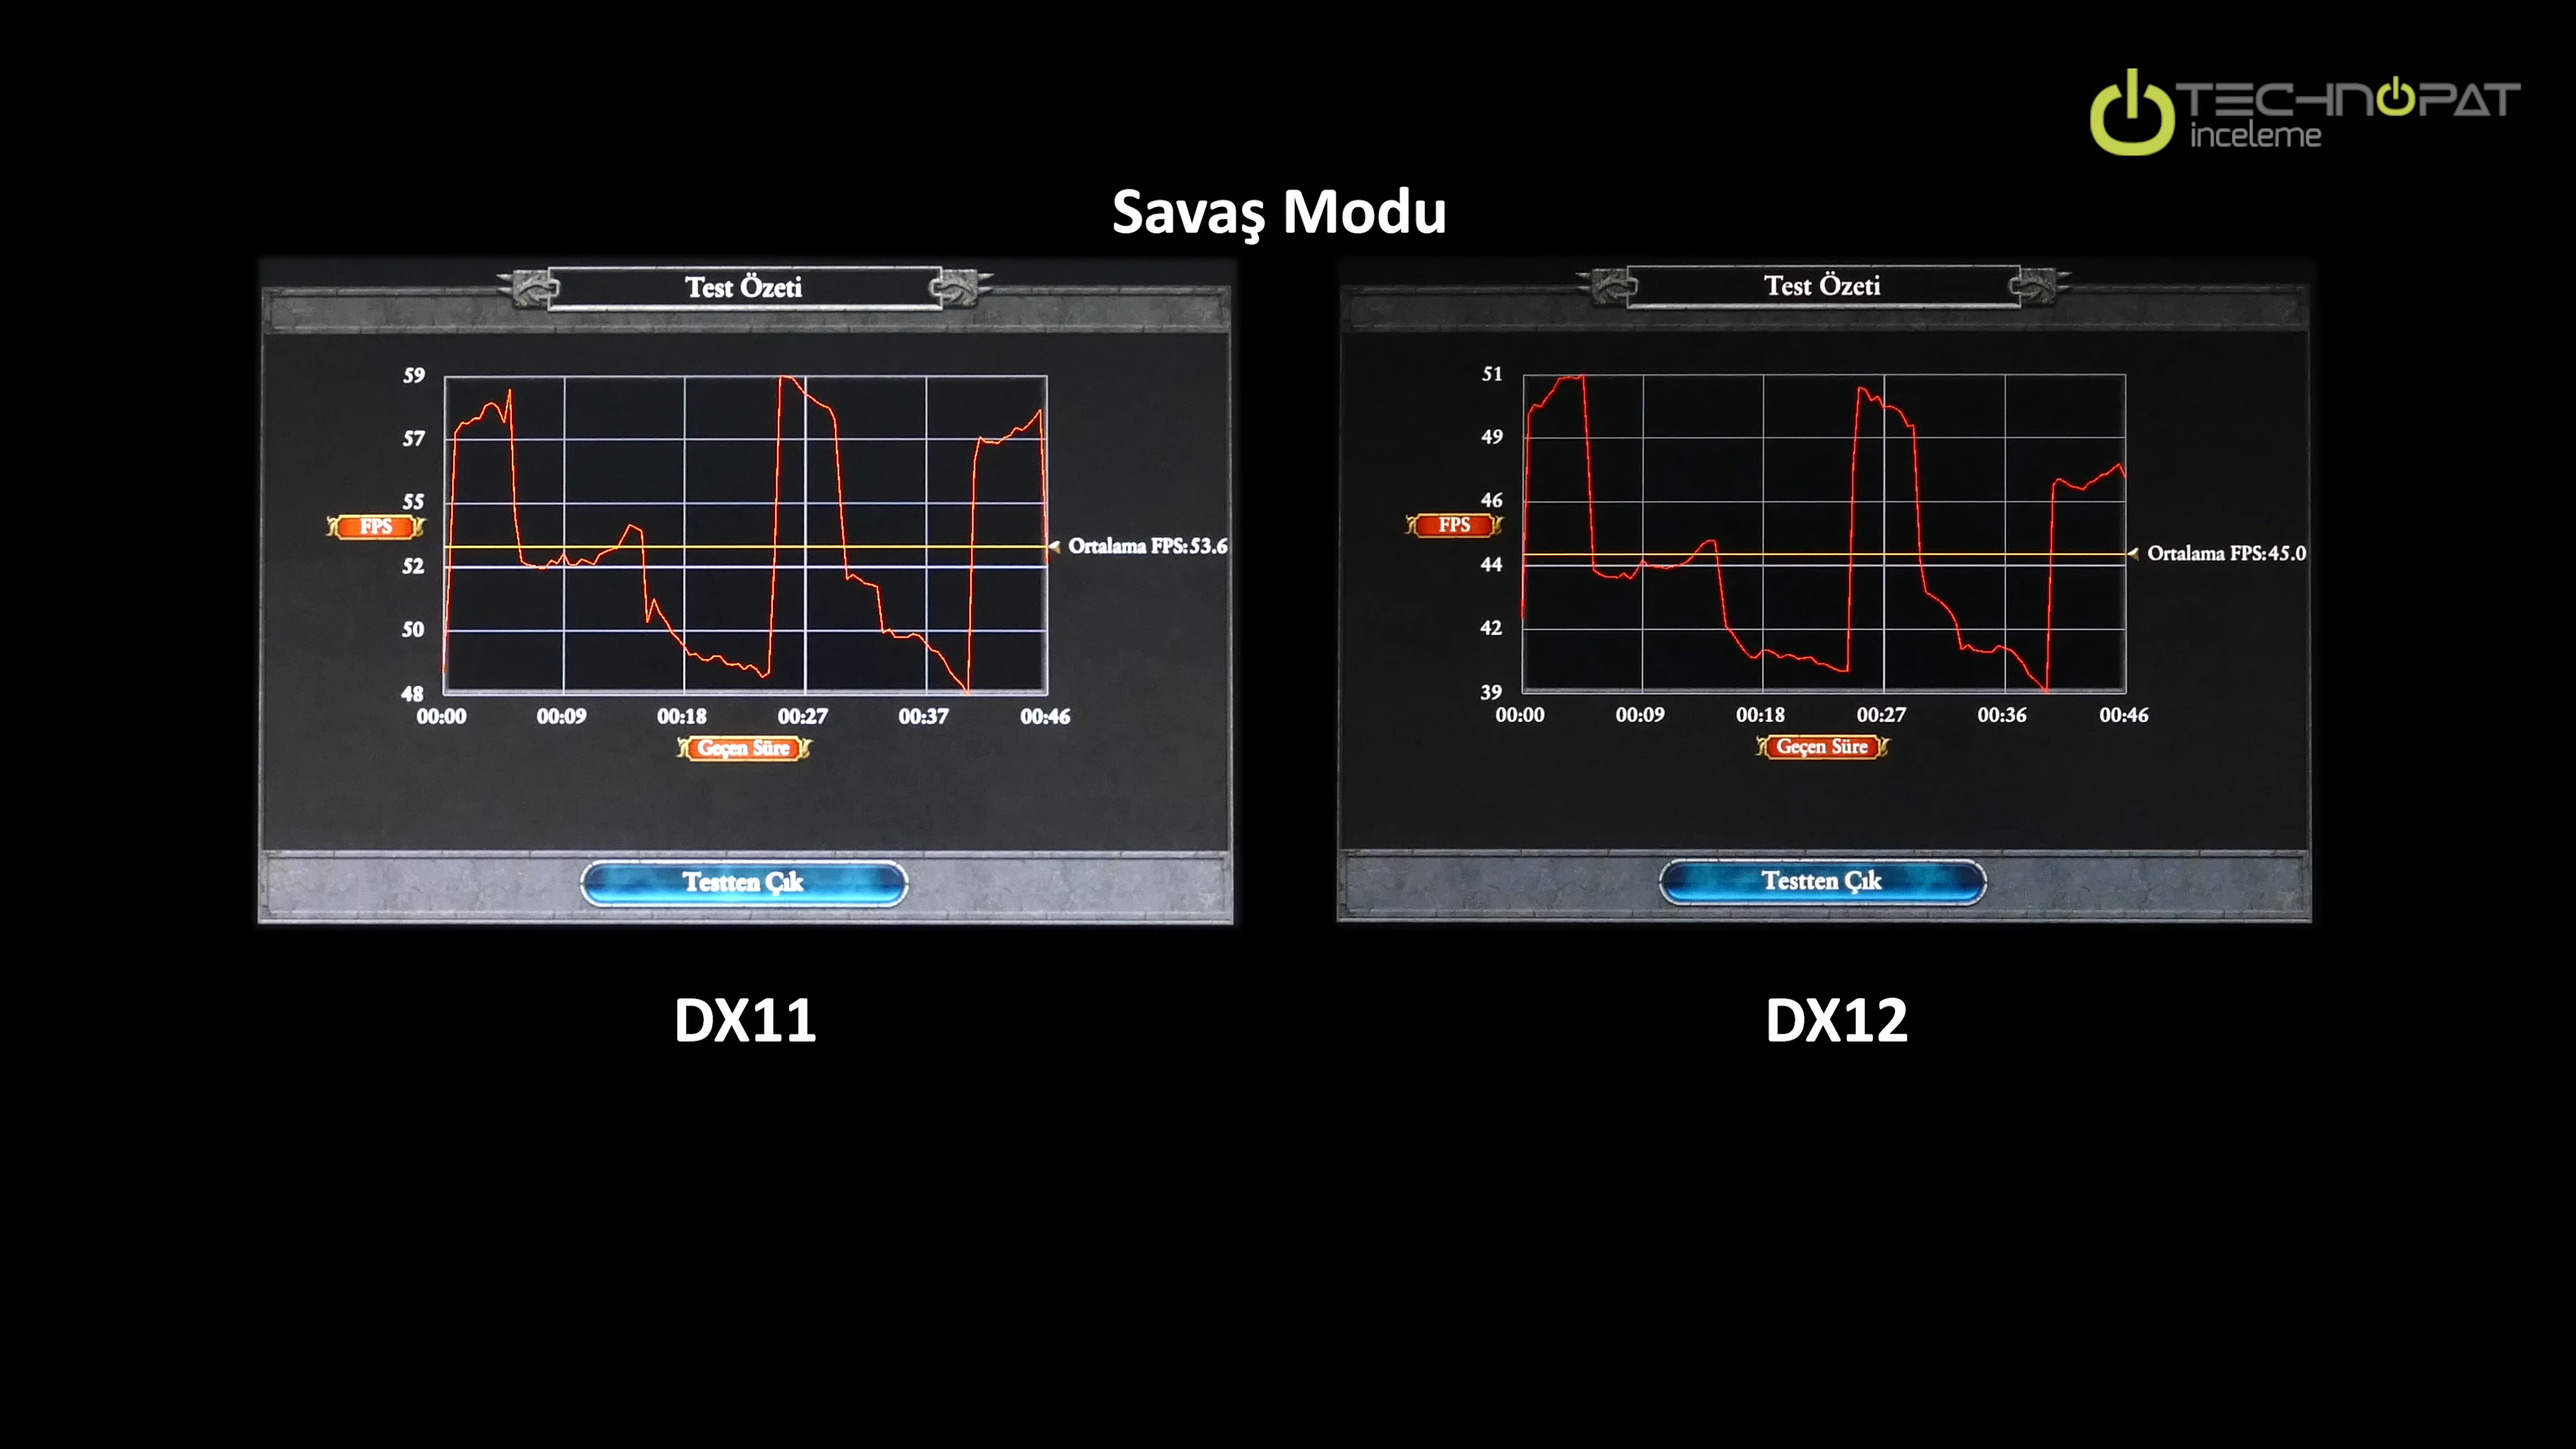 TECHNOPAT
inceleme
Savaş Modu
Test Özeti
59
57
55
52
50
48
FPS
Ortalama FPS:53.6
00:00 00:09 00:18 00:27 00:37 00:46
Geçen Süre
Testten Çık
DX11
Test Özeti
51
49
46
44
42
39
FPS
Ortalama FPS:45.0
00:00 00:09 00:18 00:27 00:36 00:46
Geçen Süre
Testten Çık
DX12